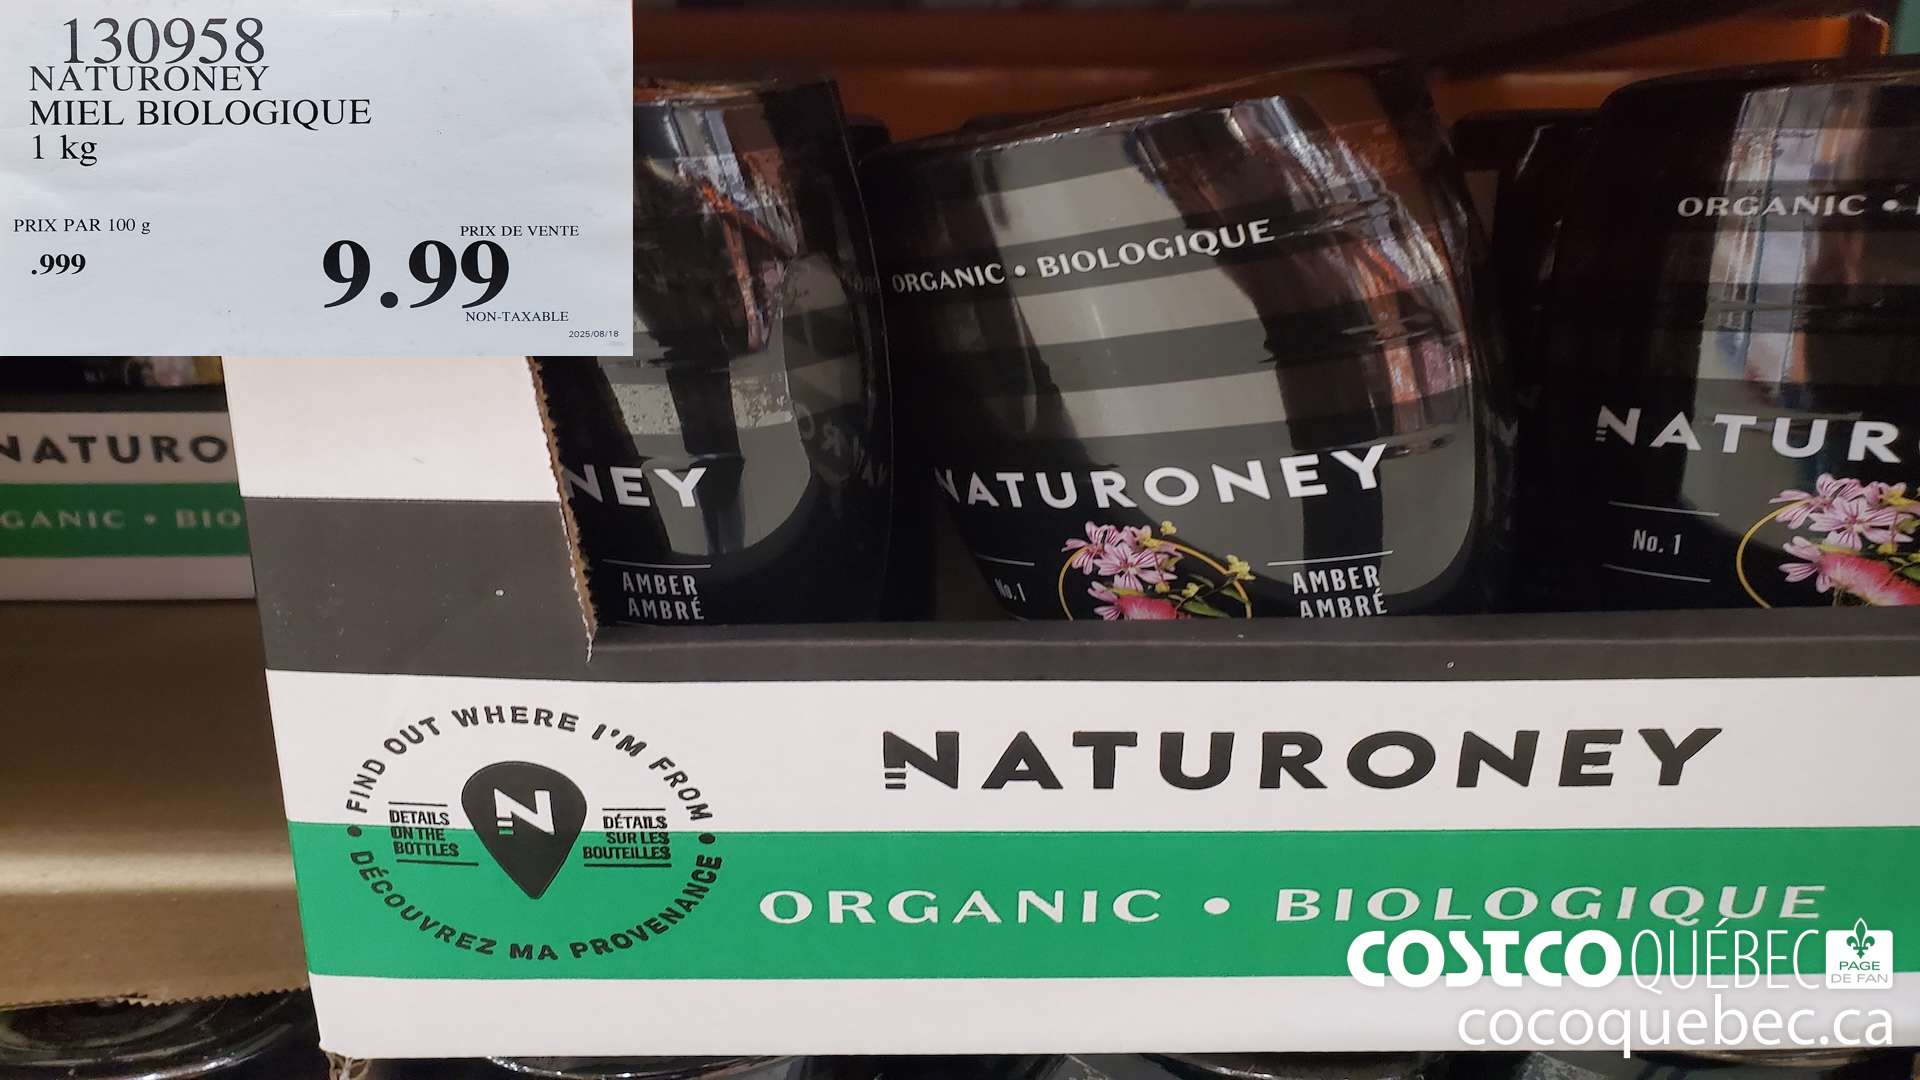 130958
NATURONEY
MIEL BIOLOGIQUE
1 kg
PRIX PAR 100 g
.999
PRIX DE VENTE
9.99
NON-TAXABLE
2025/08/18
ORGANIC • BIOLOGIQUE
ORGANIC •
NEY
NATURONEY
NATUR
AMBER
AMBRÉ
No. 1
AMBER
AMBRÉ
No. 1
NATURO
GANIC • BIO
• FIND OUT WHERE I'M FROM •
DETAILS
ON THE
BOTTLES
N
DÉTAILS
SUR LES
BOUTEILLES
DÉCOUVREZ MA PROVENANCE
NATURONEY
ORGANIC • BIOLOGIQUE
COSTCO QUÉBEC
PAGE
DE FAN
cocoquebec.ca